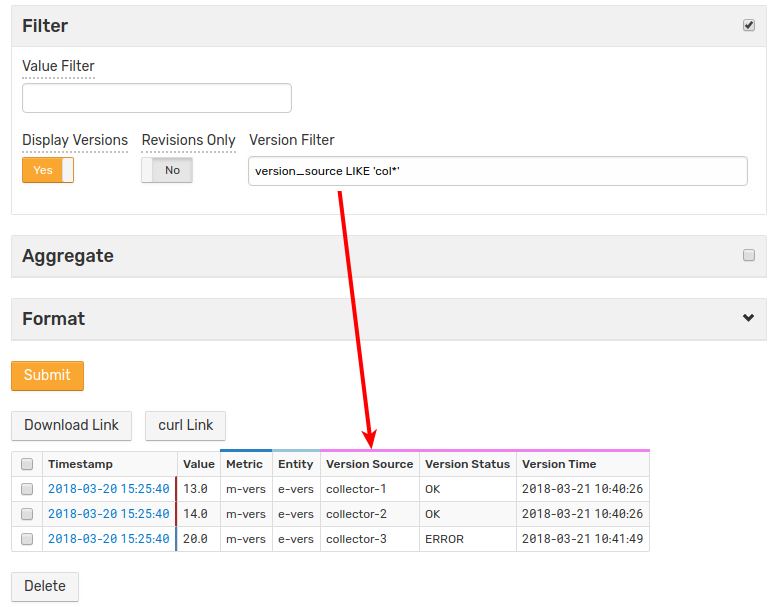 Filter
Value Filter
Display Versions Revisions Only Version Filter
Yes No version_source LIKE 'col*'
Aggregate
Format
Submit
Download Link curl Link
Timestamp Value Metric Entity Version Source Version Status Version Time
2018-03-20 15:25:40 13.0 m-vers e-vers collector-1 OK 2018-03-21 10:40:26
2018-03-20 15:25:40 14.0 m-vers e-vers collector-2 OK 2018-03-21 10:40:26
2018-03-20 15:25:40 20.0 m-vers e-vers collector-3 ERROR 2018-03-21 10:41:49
Delete